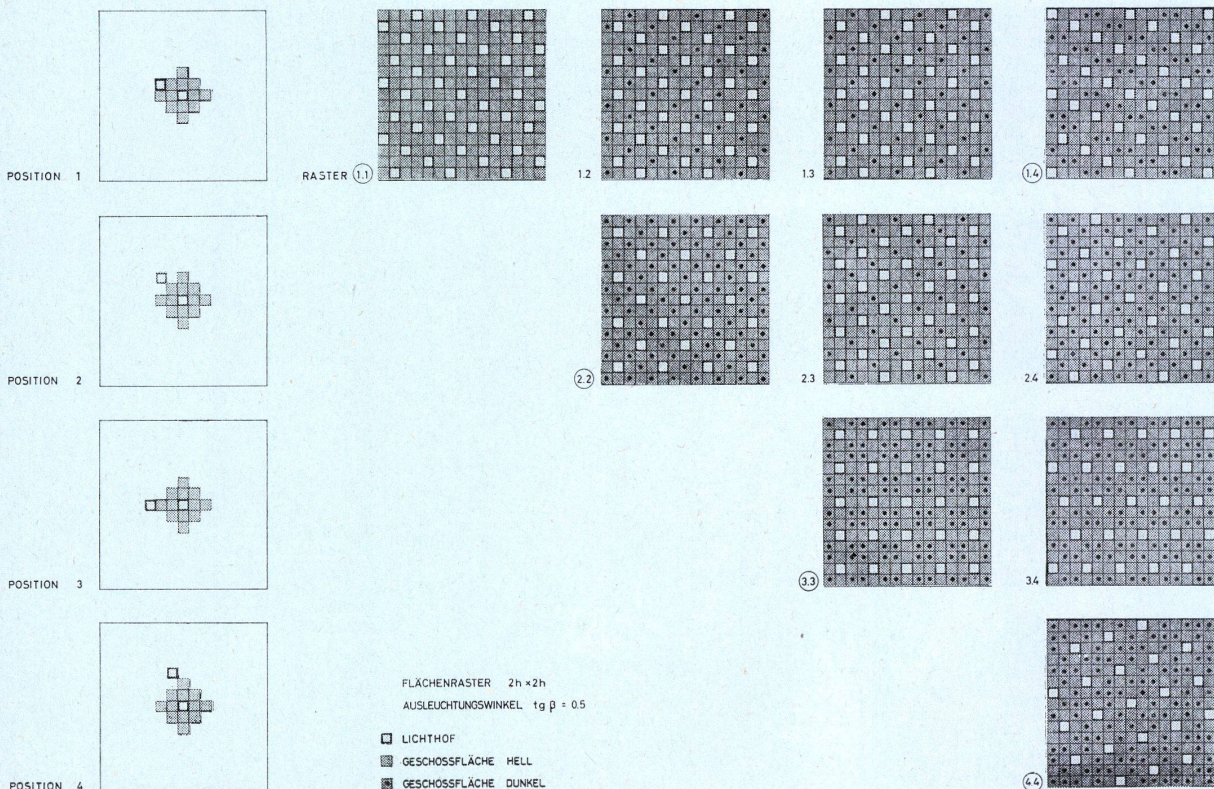 POSITION 1
RASTER 1.1
1.2
1.3
1.4
POSITION 2
2.2
2.3
2.4
POSITION 3
3.3
3.4
FLÄCHENRASTER 2h×2h
AUSLEUCHTUNGSWINKEL tg β = 0.5
LICHTHOF
GESCHOSSFLÄCHE HELL
POSITION 4
GESCHOSSFLÄCHE DUNKEL
4.4